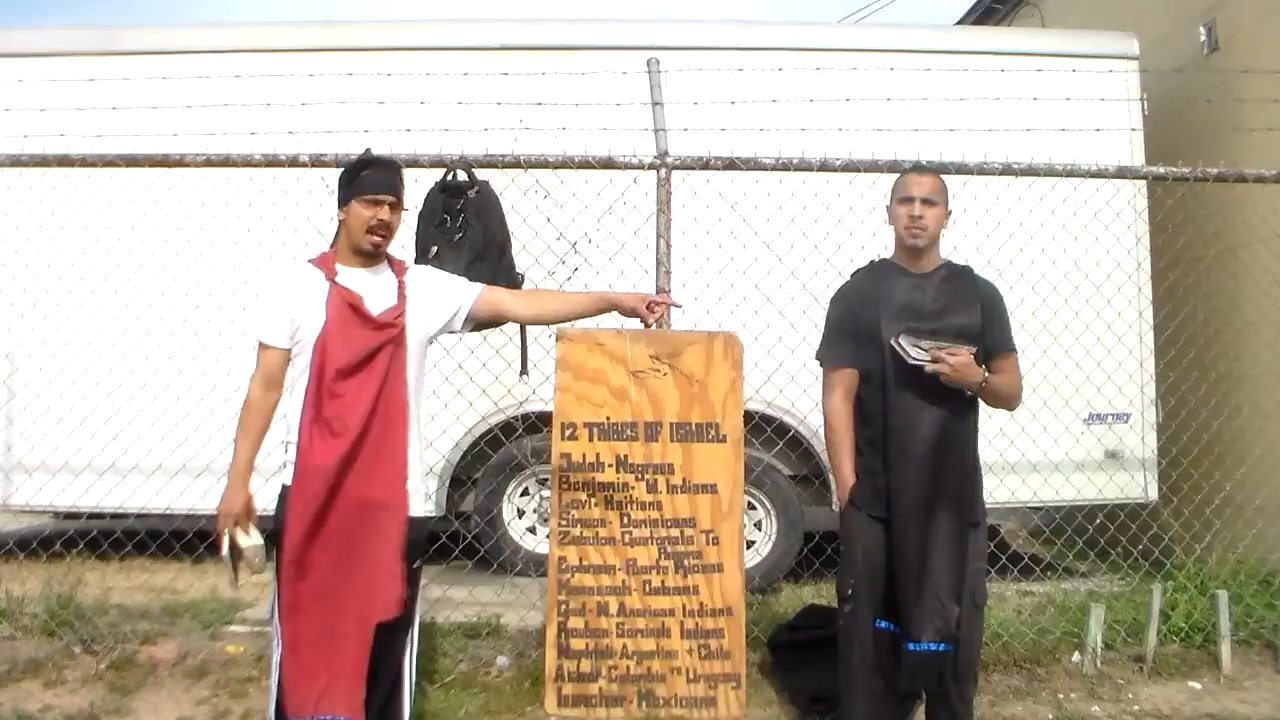 Journey
12 TRIBES OF ISRAEL
Judah-Negroes
Benjamin-W. Indians
Levi-Haitians
Simeon-Dominicans
Zebulon-Guatemala To
Panama
Ephraim-Puerto Ricans
Manasseh-Cubans
Gad-N. American Indians
Reuben-Seminole Indians
Naphtali-Argentina + Chile
Asher-Colombia To Uruguay
Issachar-Mexicans